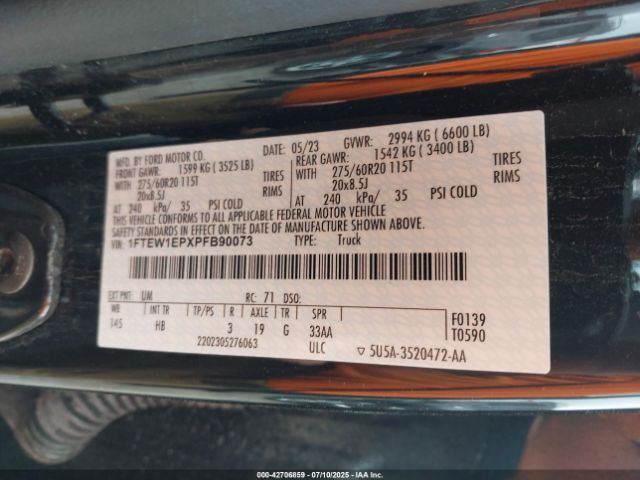 MFD. BY FORD MOTOR CO. DATE: 05/23 GVWR: 2994 KG ( 6600 LB)
FRONT GAWR: 1599 KG ( 3525 LB) REAR GAWR: 1542 KG ( 3400 LB)
WITH 275/60R20 115T TIRES WITH 275/60R20 115T TIRES
20x8.5J RIMS 20x8.5J RIMS
AT 240 kPa/ 35 PSI COLD AT 240 kPa/ 35 PSI COLD
THIS VEHICLE CONFORMS TO ALL APPLICABLE FEDERAL MOTOR VEHICLE
SAFETY STANDARDS IN EFFECT ON THE DATE OF MANUFACTURE SHOWN ABOVE.
VIN: 1FTEW1EPXPFB90073 TYPE: Truck
EXT PNT: UM RC: 71 DSO:
145 INT TR TP/PS R AXLE TR SPR F0139
HB 3 19 G 33AA T0590
2202305276063 ULC 5U5A-3520472-AA
000-42706859 | 07/10/2025 | IAAI.COM